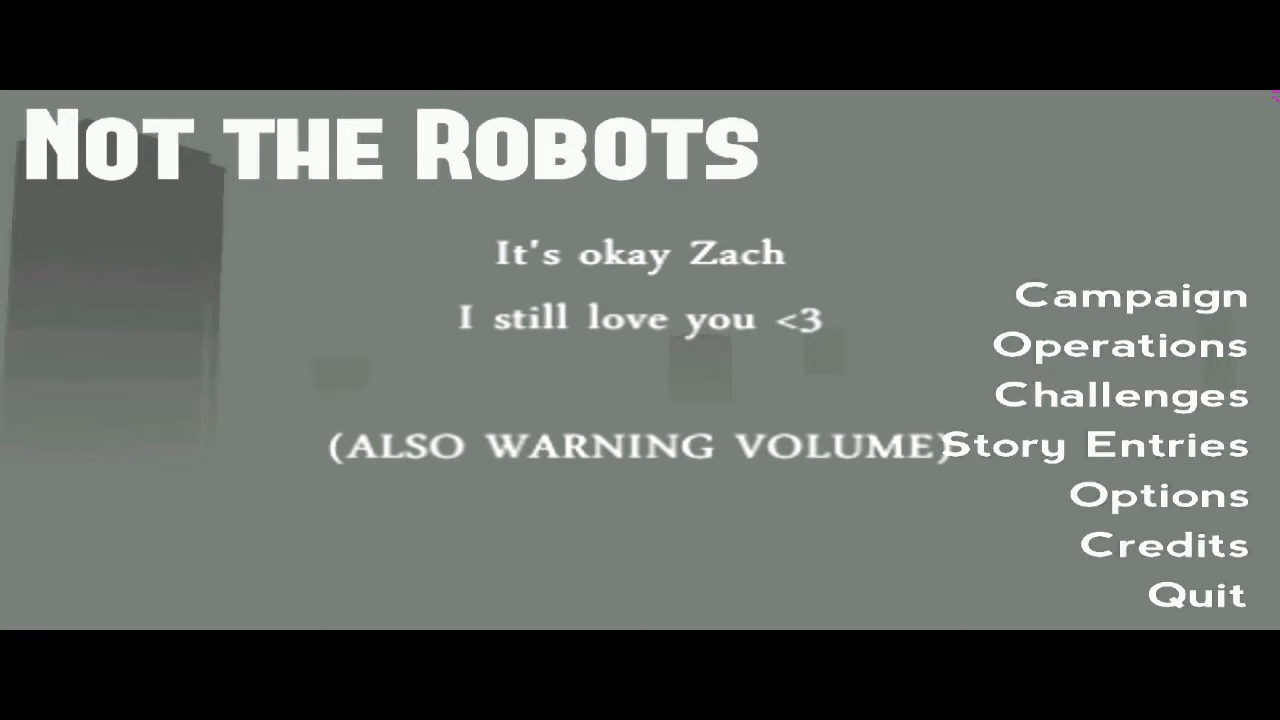 Not the Robots
It's okay Zach
I still love you <3
Campaign
Operations
Challenges
(ALSO WARNING VOLUME)
Story Entries
Options
Credits
Quit